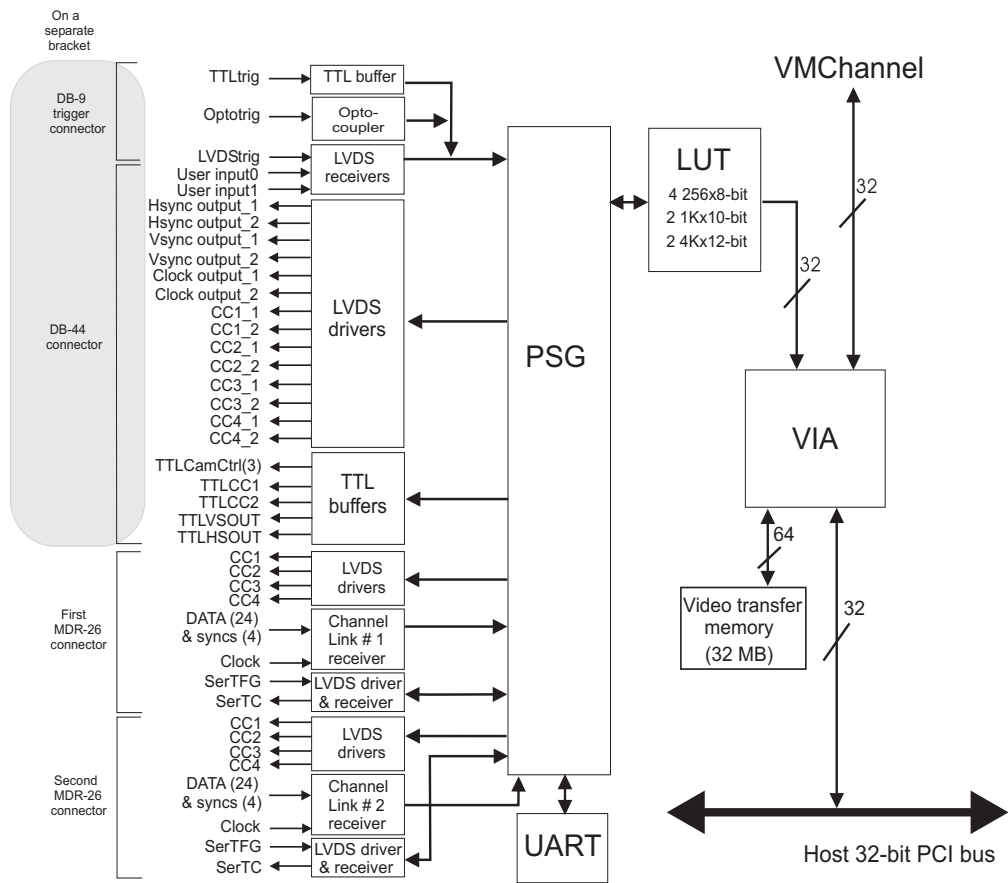 On a
separate
bracket
DB-9
trigger
connector
DB-44
connector
First
MDR-26
connector
Second
MDR-26
connector
TTLtrig
Optotrig
LVDStrig
User input0
User input1
Hsync output_1
Hsync output_2
Vsync output_1
Vsync output_2
Clock output_1
Clock output_2
CC1_1
CC1_2
CC2_1
CC2_2
CC3_1
CC3_2
CC4_1
CC4_2
TTLCamCtrl(3)
TTLCC1
TTLCC2
TTLVSOUT
TTLHSOUT
CC1
CC2
CC3
CC4
DATA (24)
& syncs (4)
Clock
SerTFG
SerTC
CC1
CC2
CC3
CC4
DATA (24)
& syncs (4)
Clock
SerTFG
SerTC
TTL buffer
Opto-
coupler
LVDS
receivers
LVDS
drivers
TTL
buffers
LVDS
drivers
Channel
Link # 1
receiver
LVDS driver
& receiver
LVDS
drivers
Channel
Link # 2
receiver
LVDS driver
& receiver
PSG
UART
LUT
4 256x8-bit
2 1Kx10-bit
2 4Kx12-bit
VMChannel
32
32
VIA
64
32
Video transfer
memory
(32 MB)
Host 32-bit PCI bus